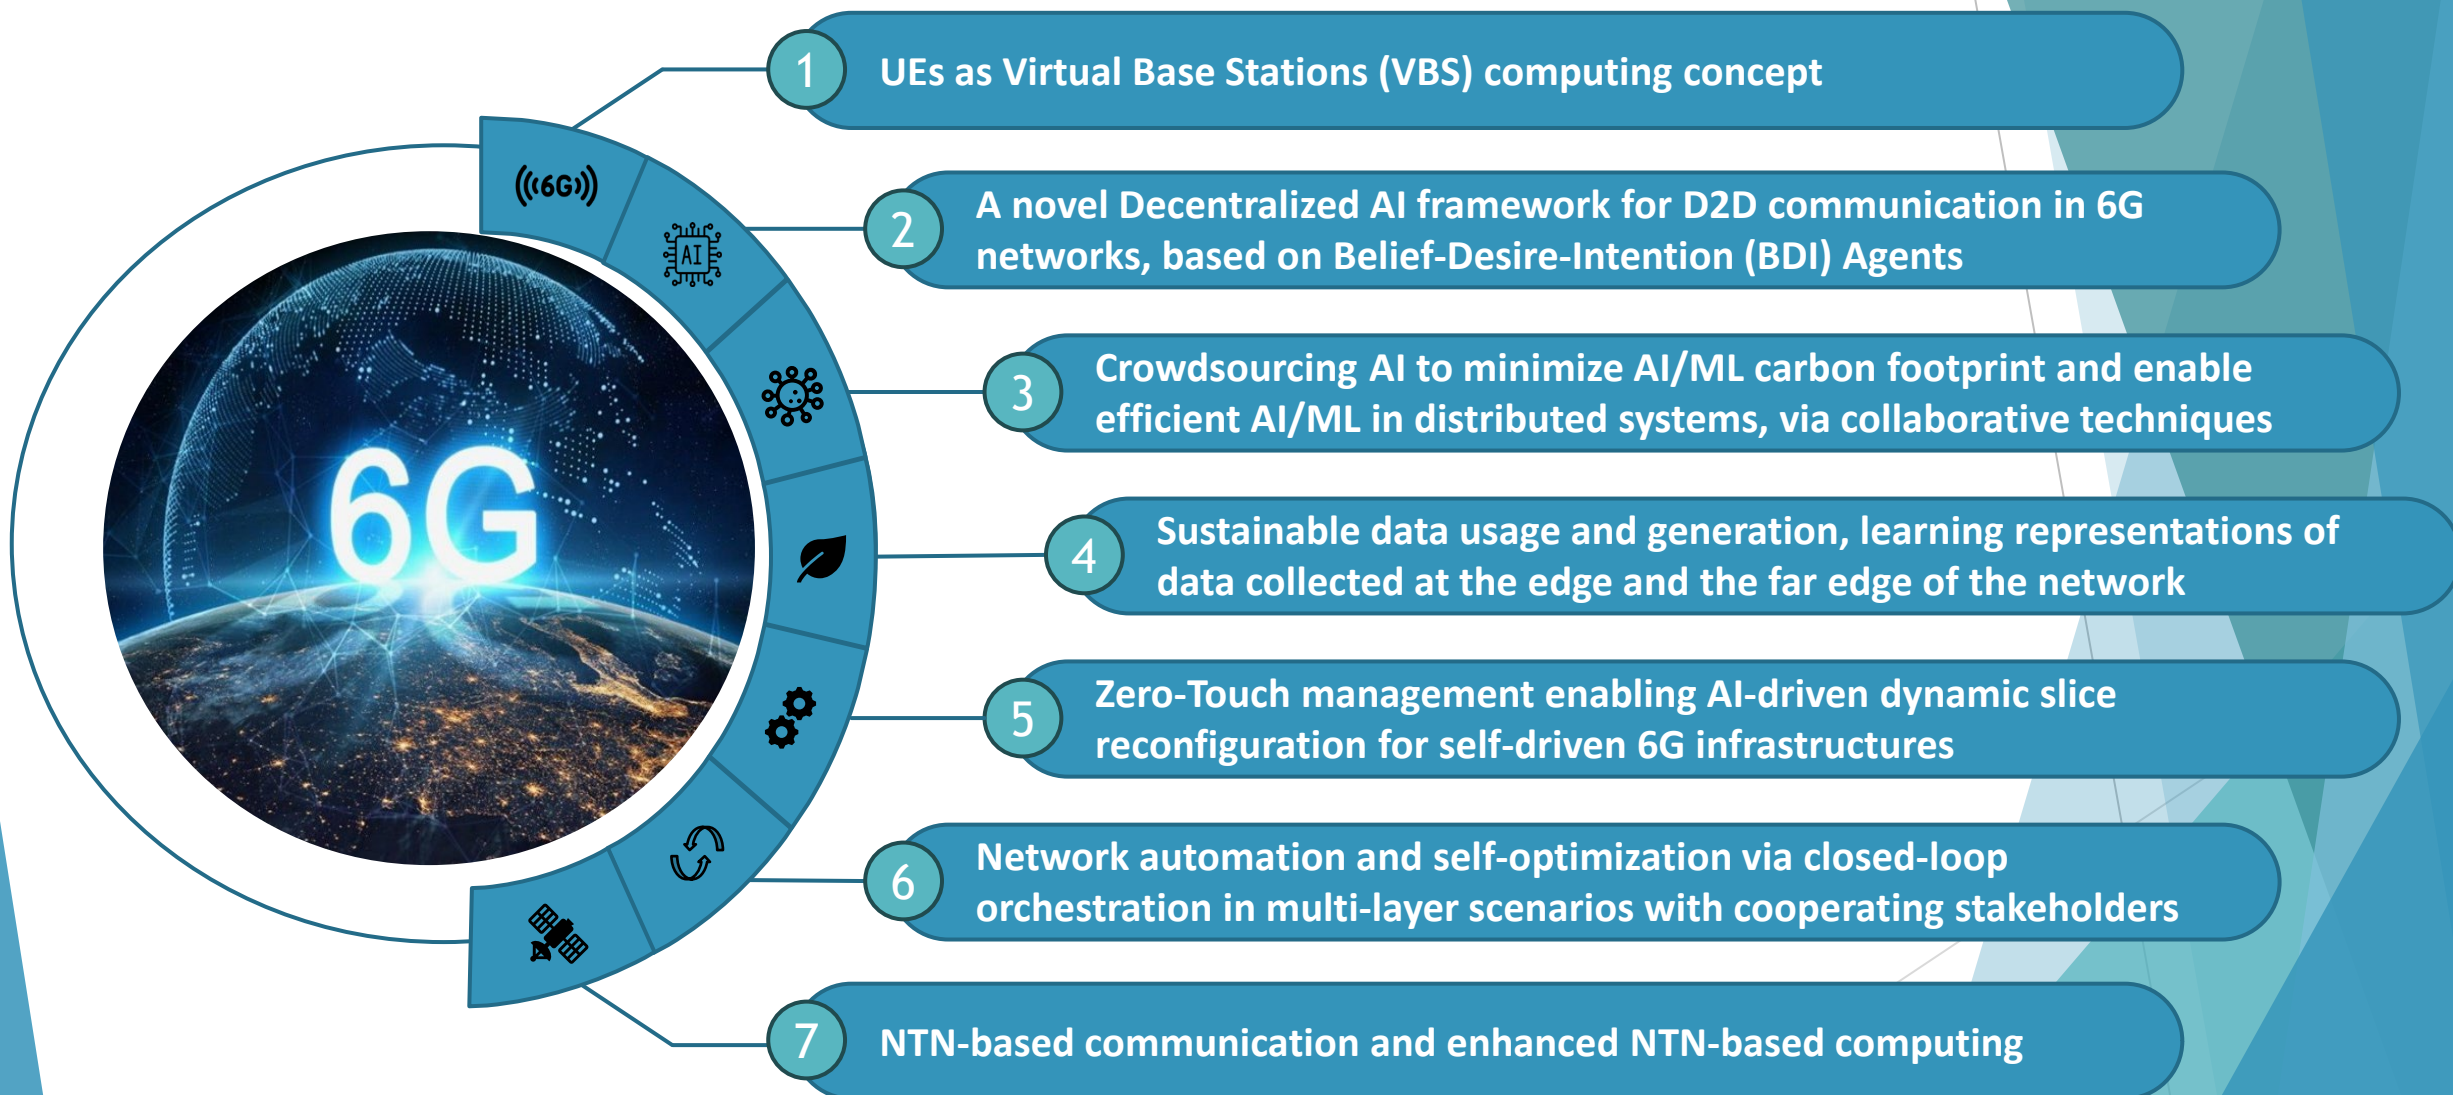 1
UEs as Virtual Base Stations (VBS) computing concept
((( 6G )))
2
A novel Decentralized AI framework for D2D communication in 6G
networks, based on Belief-Desire-Intention (BDI) Agents
AI
3
Crowdsourcing AI to minimize AI/ML carbon footprint and enable
efficient AI/ML in distributed systems, via collaborative techniques
6G
4
Sustainable data usage and generation, learning representations of
data collected at the edge and the far edge of the network
5
Zero-Touch management enabling AI-driven dynamic slice
reconfiguration for self-driven 6G infrastructures
6
Network automation and self-optimization via closed-loop
orchestration in multi-layer scenarios with cooperating stakeholders
7
NTN-based communication and enhanced NTN-based computing